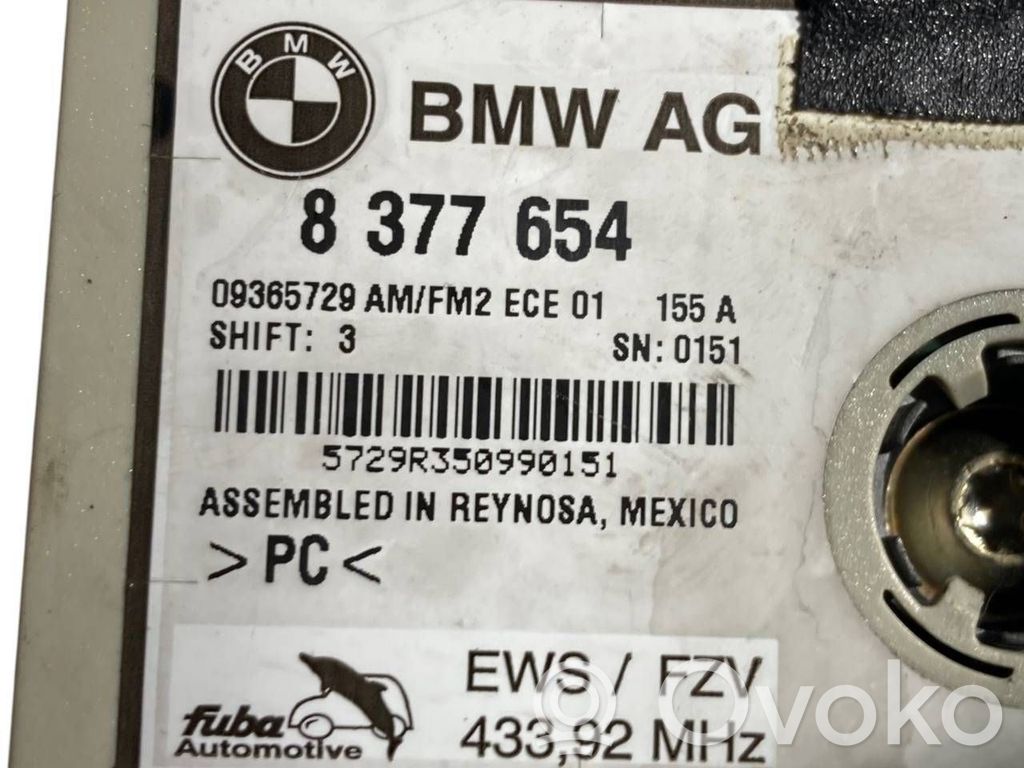 BMW
BMW AG
8 377 654
09365729 AM/FM2 ECE 01 155 A
SHIFT: 3 SN: 0151
5729R350990151
ASSEMBLED IN REYNOSA, MEXICO
>PC<
EWS / FZV
433,92 MHz
fuba
Automotive
Ovoko